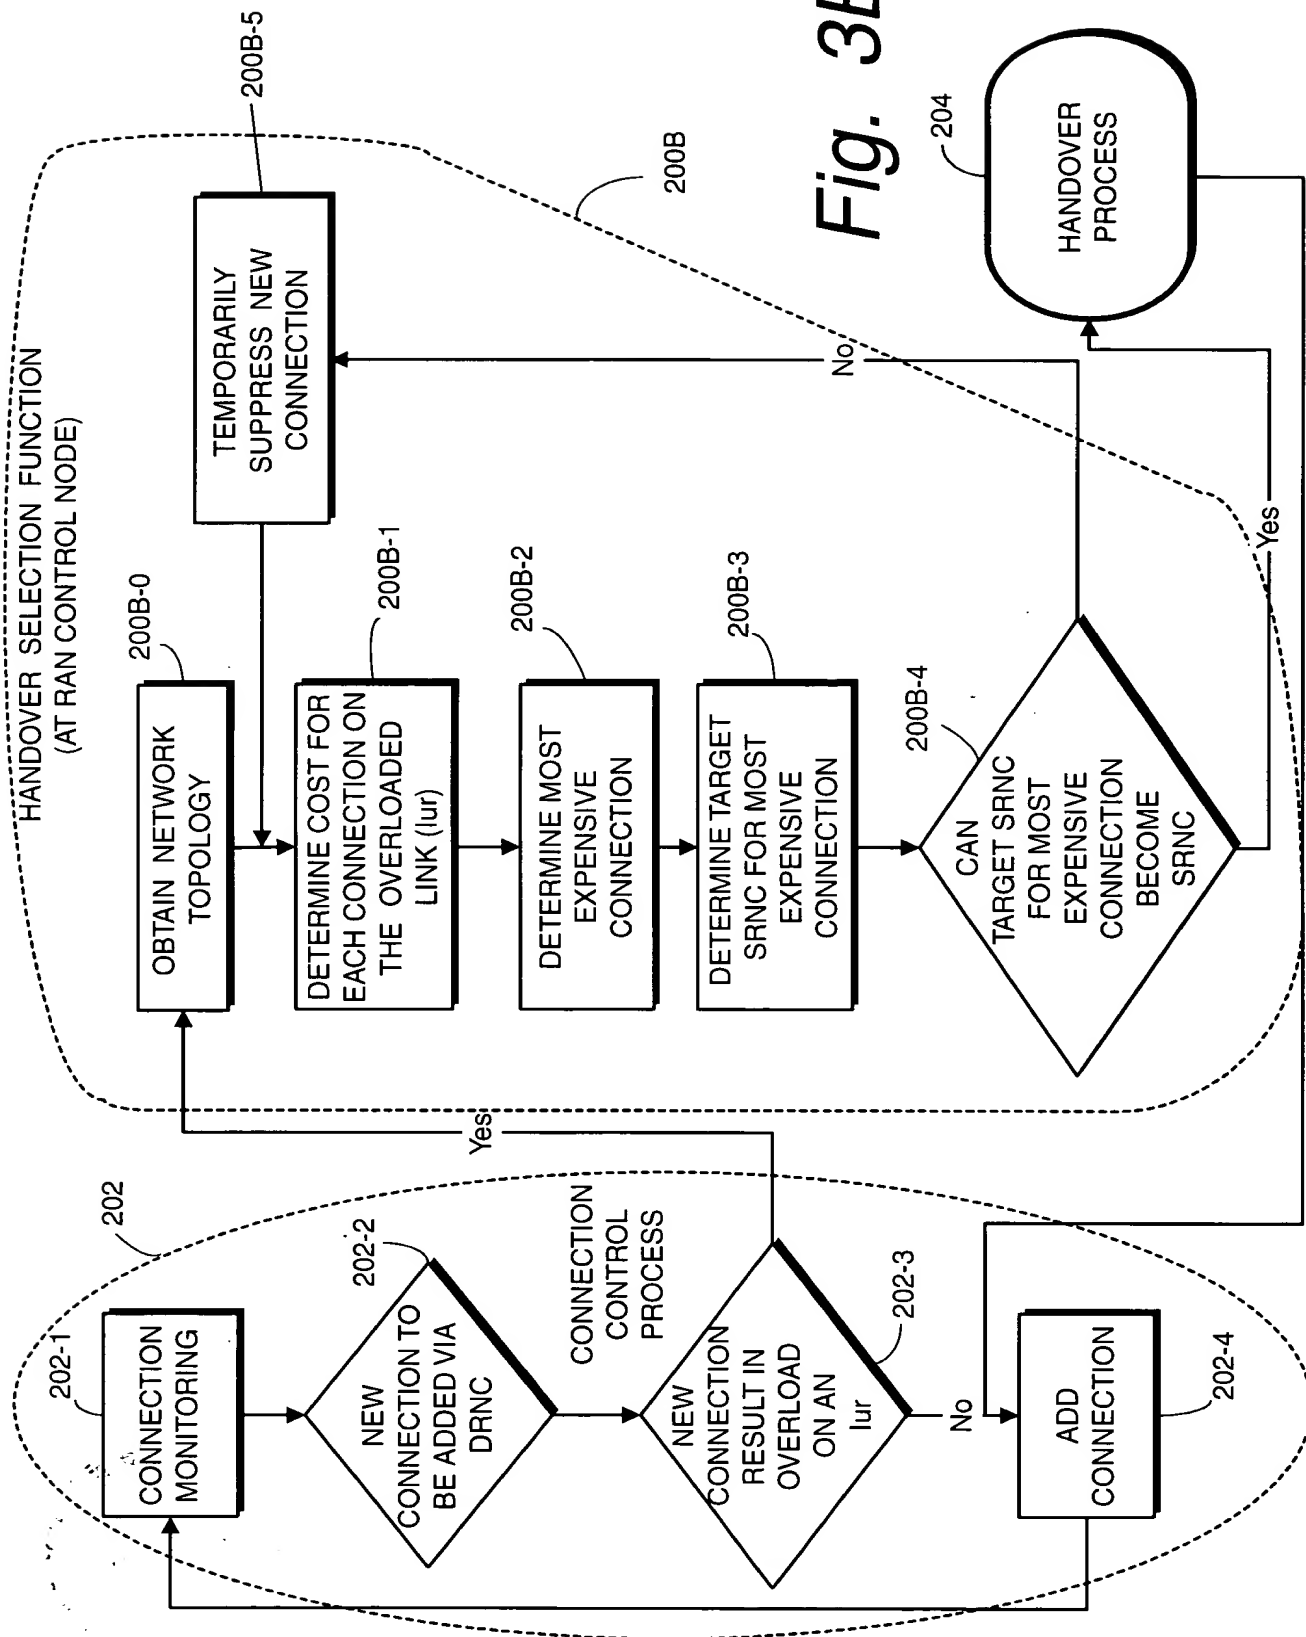 HANDOVER SELECTION FUNCTION
(AT RAN CONTROL NODE)
202
202-1
CONNECTION
MONITORING
202-2
NEW
CONNECTION TO
BE ADDED VIA
DRNC
CONNECTION
CONTROL
PROCESS
NEW
CONNECTION
RESULT IN
OVERLOAD
ON AN
Iur
202-3
Yes
No
ADD
CONNECTION
202-4
200B-0
OBTAIN NETWORK
TOPOLOGY
200B-1
DETERMINE COST FOR
EACH CONNECTION ON
THE OVERLOADED
LINK (Iur)
200B-2
DETERMINE MOST
EXPENSIVE
CONNECTION
200B-3
DETERMINE TARGET
SRNC FOR MOST
EXPENSIVE
CONNECTION
200B-4
CAN
TARGET SRNC
FOR MOST
EXPENSIVE
CONNECTION
BECOME
SRNC
No
Yes
200B-5
TEMPORARILY
SUPPRESS NEW
CONNECTION
200B
204
HANDOVER
PROCESS
Fig. 3B